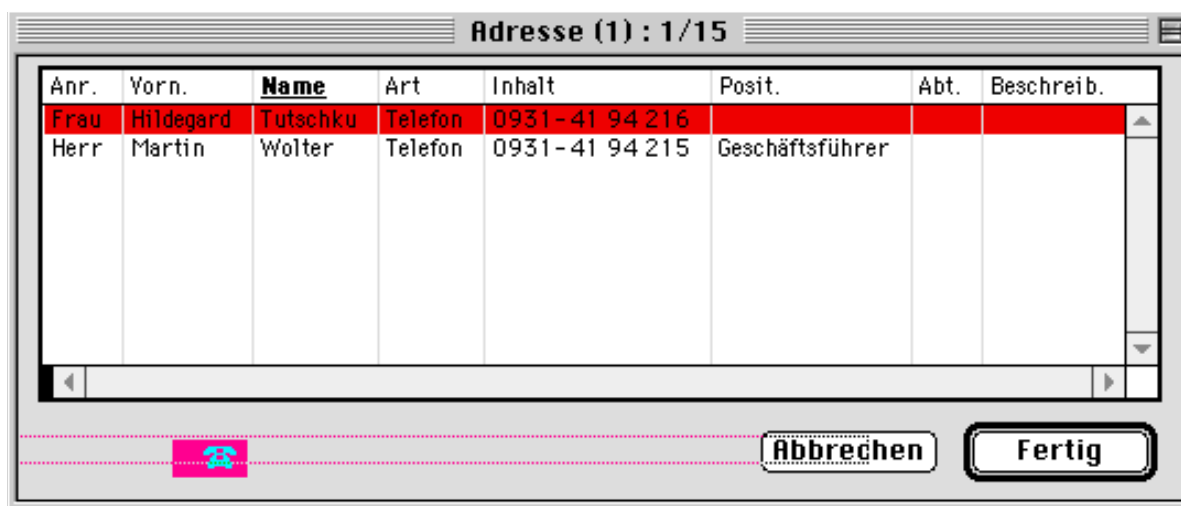 Adresse (1) : 1/15
Anr. Vorn. Name Art Inhalt Posit. Abt. Beschreib.
Frau Hildegard Tutschku Telefon 0931-41 94 216
Herr Martin Wolter Telefon 0931-41 94 215 Geschäftsführer
Abbrechen Fertig